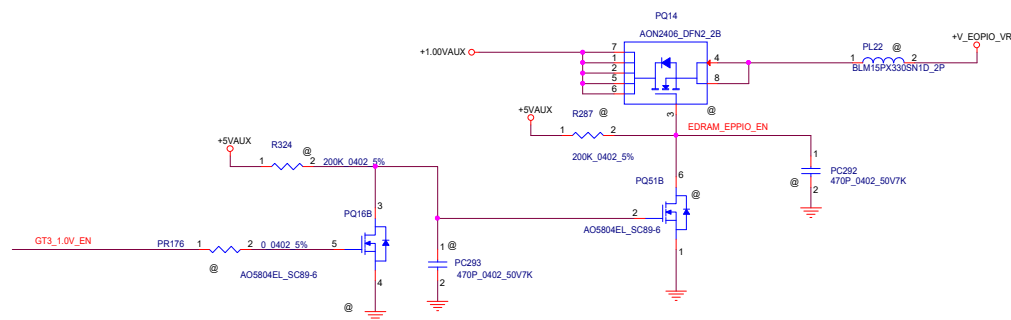 PQ14
AON2406_DFN2_2B
+1.00VAUX
7
1
2
5
6
4
8
3
PL22
@
1
2
BLM15PX330SN1D_2P
+V_EOPIO_VR
+5VAUX
R287
@
1
2
200K_0402_5%
EDRAM_EPPIO_EN
+5VAUX
R324
@
1
2
200K_0402_5%
1
PC292
470P_0402_50V7K
@
2
PQ51B
6
@
2
AO5804EL_SC89-6
1
3
PQ16B
GT3_1.0V_EN
PR176
1
2
0_0402_5%
5
@
AO5804EL_SC89-6
4
@
1
@
PC293
470P_0402_50V7K
2